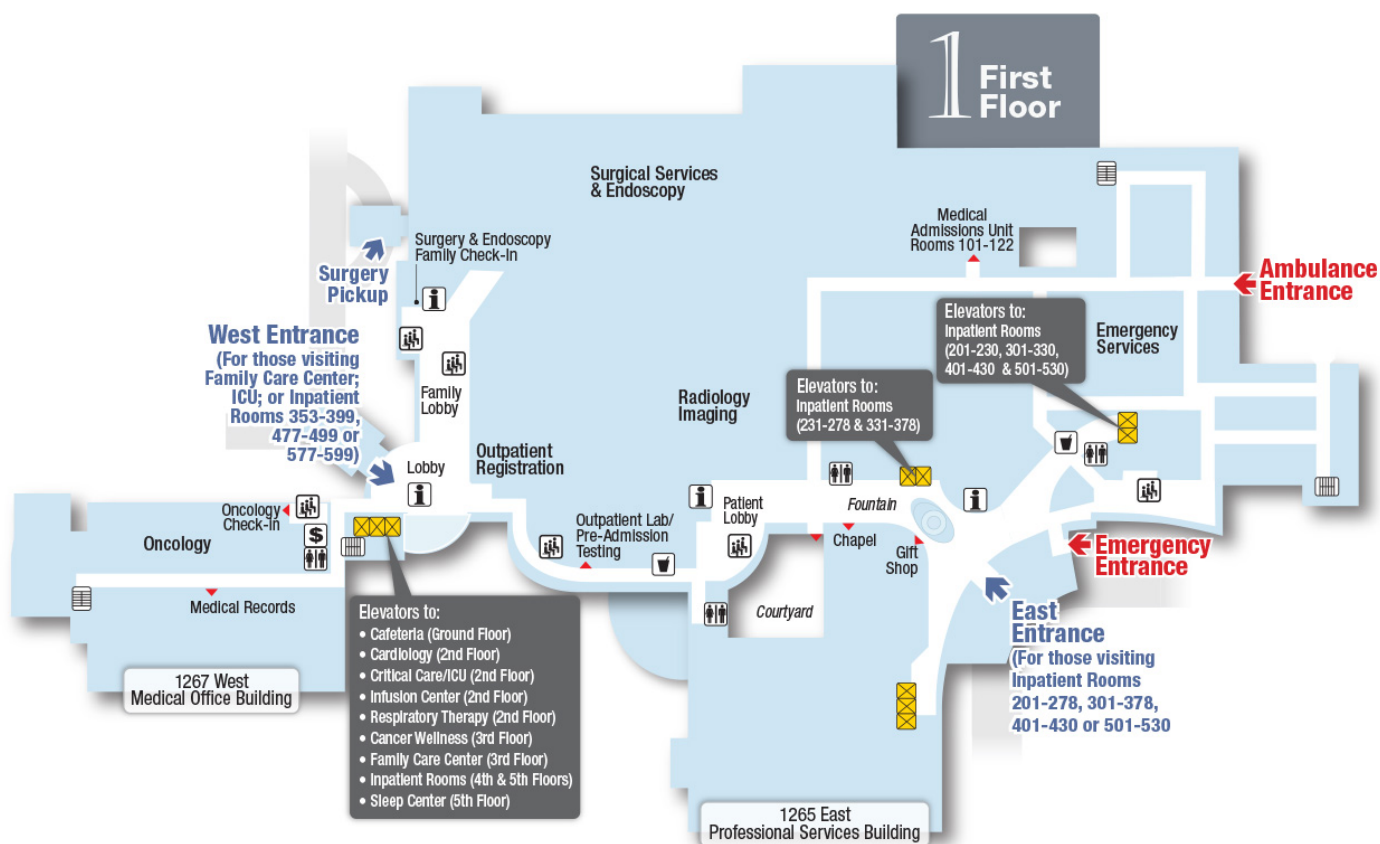 1 First
Floor
Surgical Services
& Endoscopy
Medical
Admissions Unit
Rooms 101-122
Surgery & Endoscopy
Family Check-In
Surgery
Pickup
Ambulance
Entrance
West Entrance
(For those visiting
Family Care Center;
ICU; or Inpatient
Rooms 353-399,
477-499 or
577-599)
Elevators to:
Inpatient Rooms
(201-230, 301-330,
401-430 & 501-530)
Emergency
Services
Family
Lobby
Radiology
Imaging
Elevators to:
Inpatient Rooms
(231-278 & 331-378)
Lobby
Outpatient
Registration
Oncology
Check-In
Oncology
$
Outpatient Lab/
Pre-Admission
Testing
Patient
Lobby
Fountain
Chapel
Gift
Shop
Emergency
Entrance
Medical Records
Courtyard
East
Entrance
(For those visiting
Inpatient Rooms
201-278, 301-378,
401-430 or 501-530
Elevators to:
• Cafeteria (Ground Floor)
• Cardiology (2nd Floor)
• Critical Care/ICU (2nd Floor)
• Infusion Center (2nd Floor)
• Respiratory Therapy (2nd Floor)
• Cancer Wellness (3rd Floor)
• Family Care Center (3rd Floor)
• Inpatient Rooms (4th & 5th Floors)
• Sleep Center (5th Floor)
1267 West
Medical Office Building
1265 East
Professional Services Building